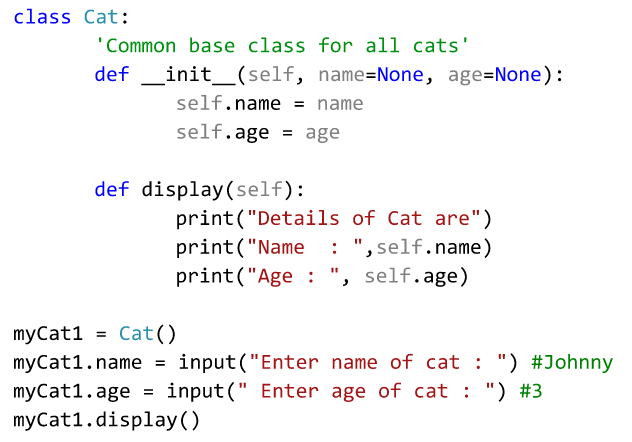 class Cat:
        'Common base class for all cats'
        def __init__(self, name=None, age=None):
                self.name = name
                self.age = age

        def display(self):
                print("Details of Cat are")
                print("Name  : ",self.name)
                print("Age : ", self.age)

myCat1 = Cat()
myCat1.name = input("Enter name of cat : ") #Johnny
myCat1.age = input(" Enter age of cat : ") #3
myCat1.display()